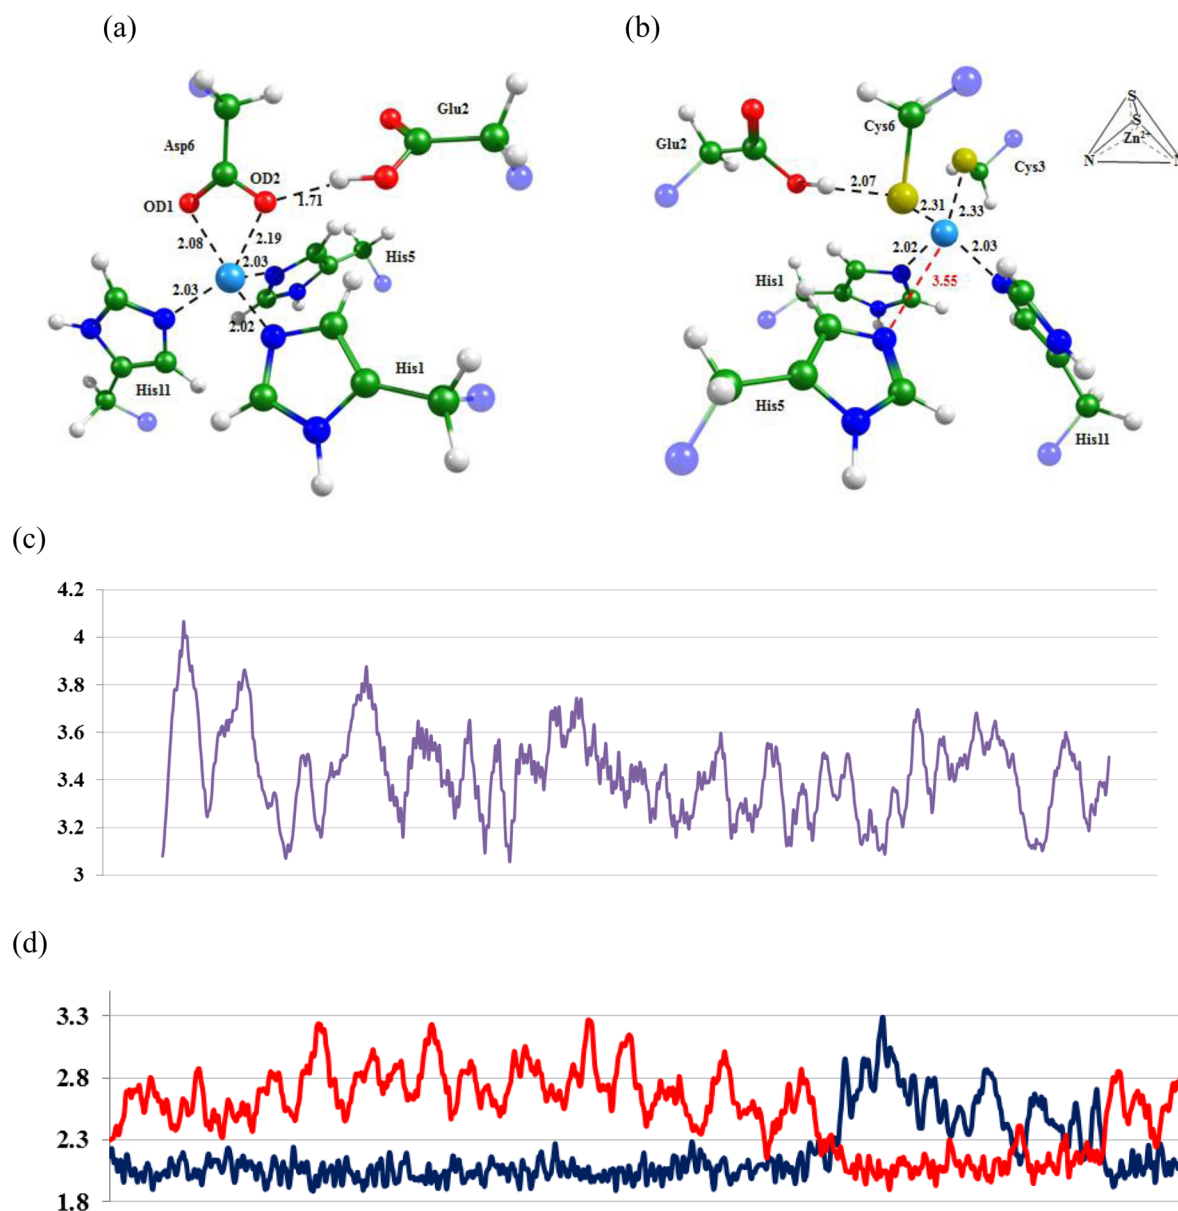 (a)
(b)
Asp6
Glu2
OD2
OD1
1.71
2.08
2.19
2.03
His5
2.03
2.02
His11
His1
Cys6
Glu2
Cys3
S
S
Zn2+
N
N
2.07
2.31
2.33
2.02
2.03
3.55
His1
His5
His11
(c)
4.2
4
3.8
3.6
3.4
3.2
3
(d)
3.3
2.8
2.3
1.8